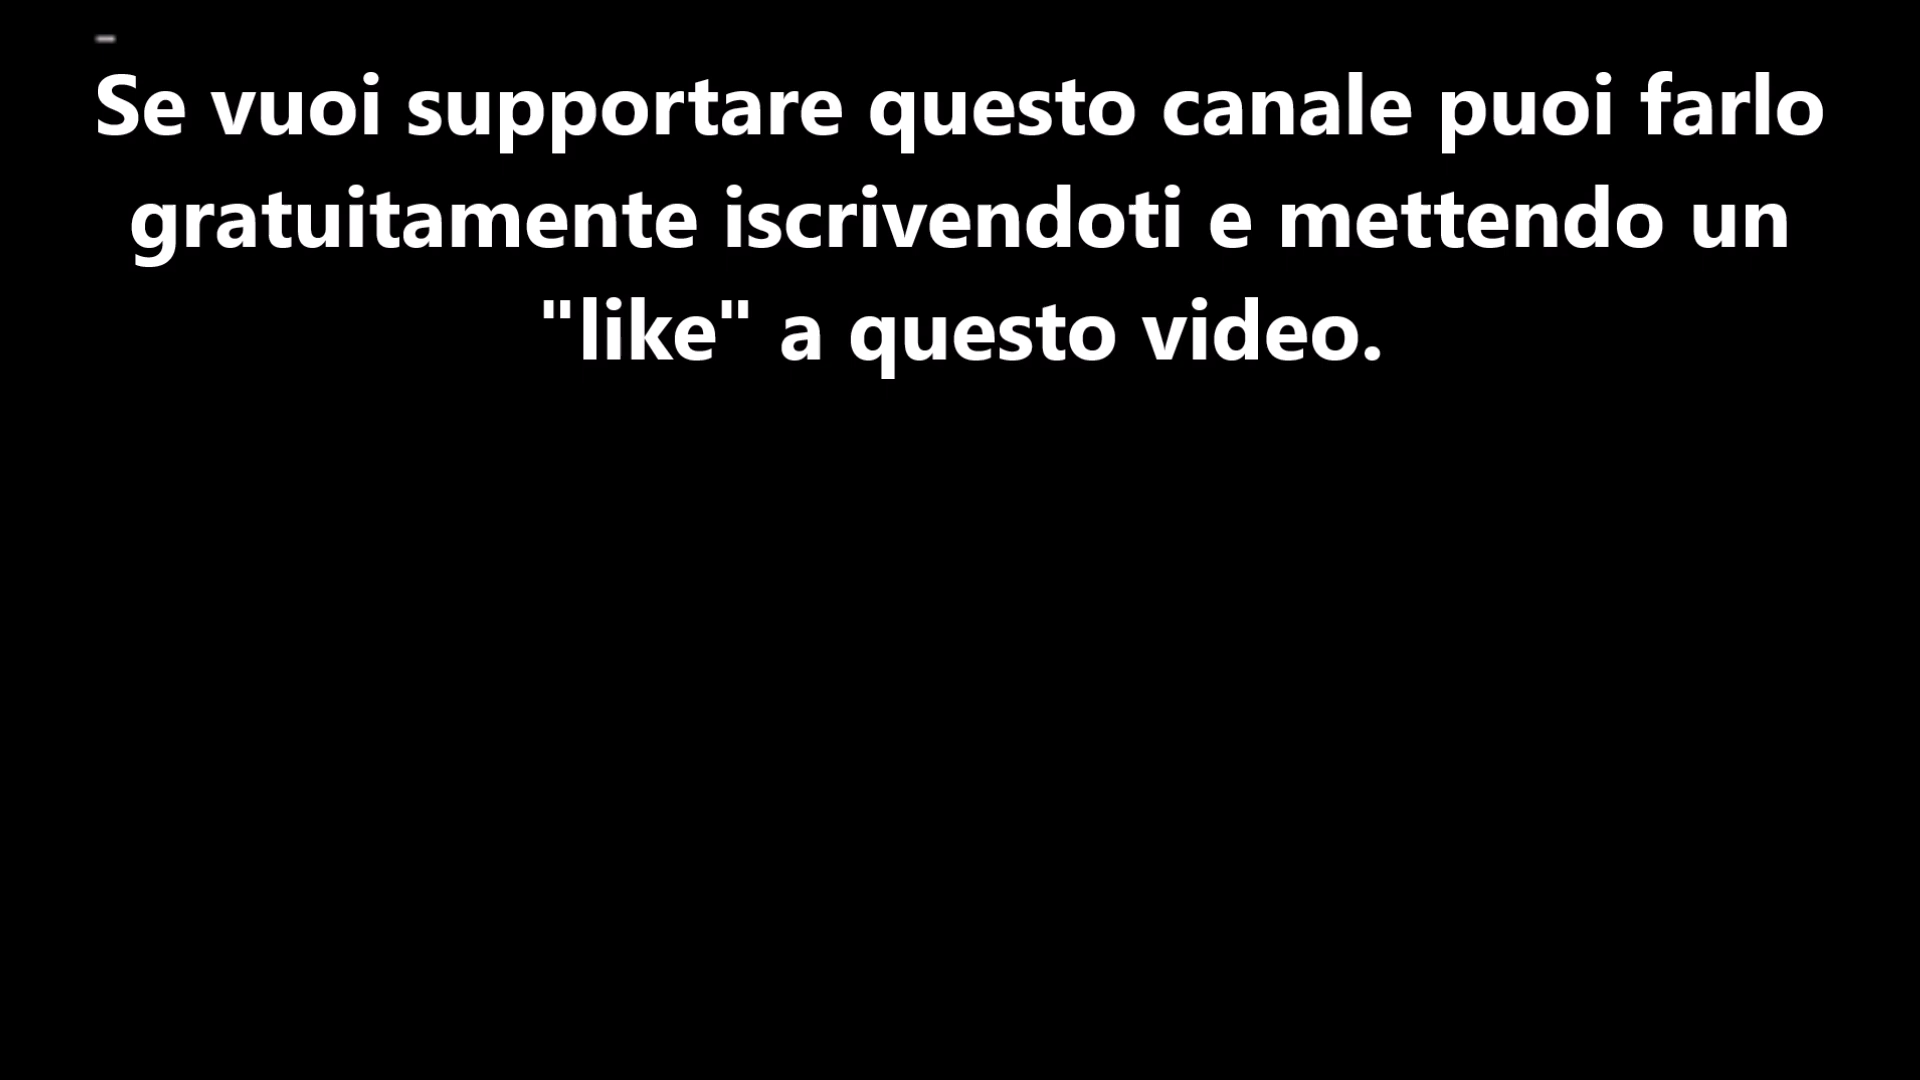 Se vuoi supportare questo canale puoi farlo
gratuitamente iscrivendoti e mettendo un
"like" a questo video.